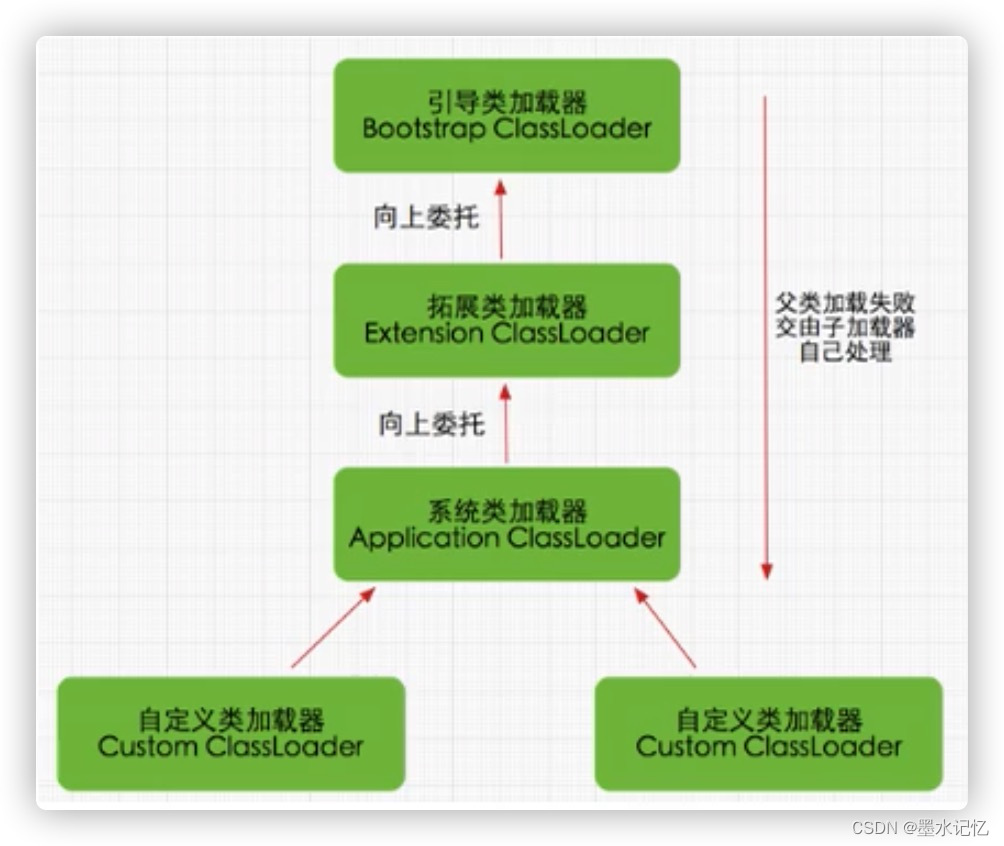 引导类加载器
Bootstrap ClassLoader
向上委托
拓展类加载器
Extension ClassLoader
父类加载失败
交由子加载器
自己处理
向上委托
系统类加载器
Application ClassLoader
自定义类加载器
Custom ClassLoader
自定义类加载器
Custom ClassLoader
CSDN @墨水记忆